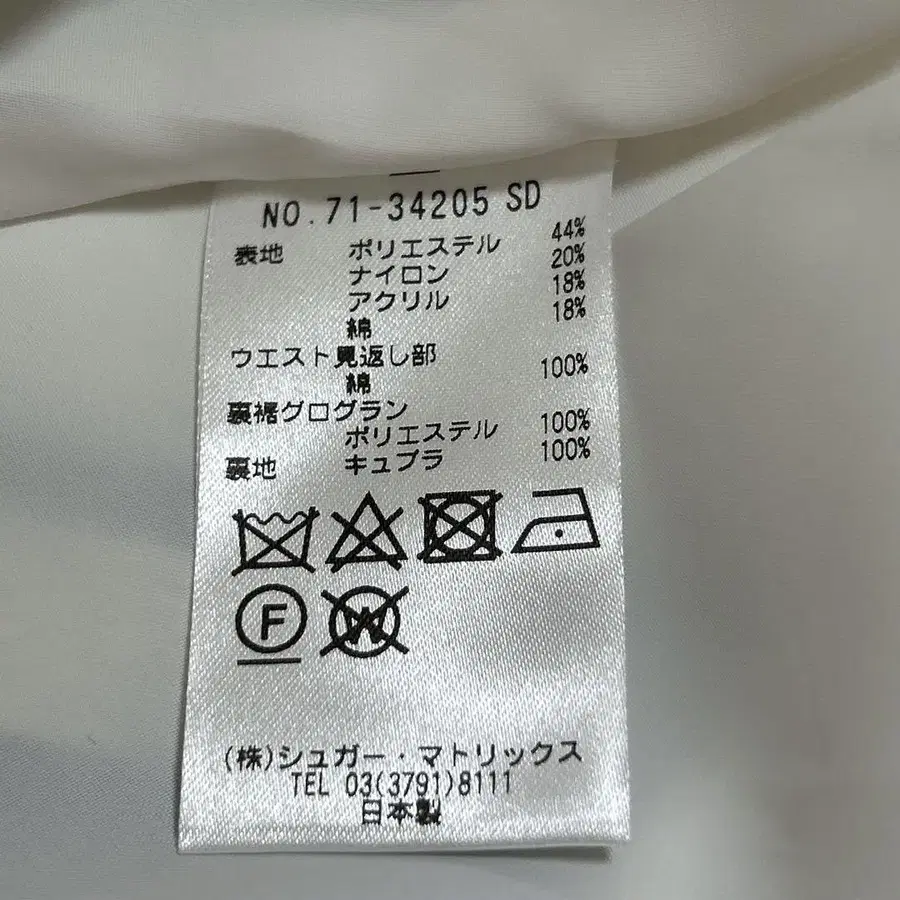 NO.71-34205 SD
表地 ポリエステル 44%
ナイロン 20%
アクリル 18%
綿 18%
ウエスト見返し部
綿 100%
裏裾グログラン
ポリエステル 100%
裏地 キュプラ 100%
F W
(株)シュガー・マトリックス
TEL 03(3791)8111
日本製